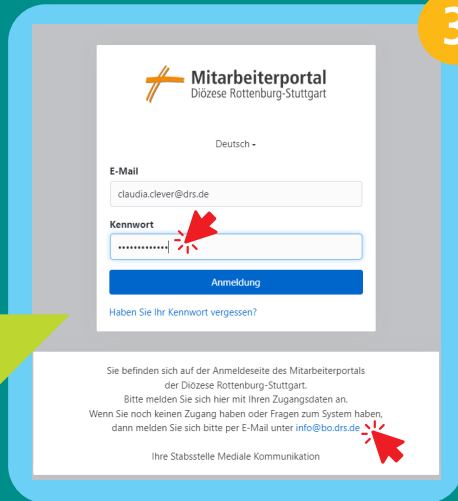 3
Mitarbeiterportal
Diözese Rottenburg-Stuttgart
Deutsch
E-Mail
claudia.clever@drs.de
Kennwort
•••••••••••••
Anmeldung
Haben Sie Ihr Kennwort vergessen?
Sie befinden sich auf der Anmeldeseite des Mitarbeiterportals
der Diözese Rottenburg-Stuttgart.
Bitte melden Sie sich hier mit Ihren Zugangsdaten an.
Wenn Sie noch keinen Zugang haben oder Fragen zum System haben,
dann melden Sie sich bitte per E-Mail unter info@bo.drs.de
Ihre Stabsstelle Mediale Kommunikation